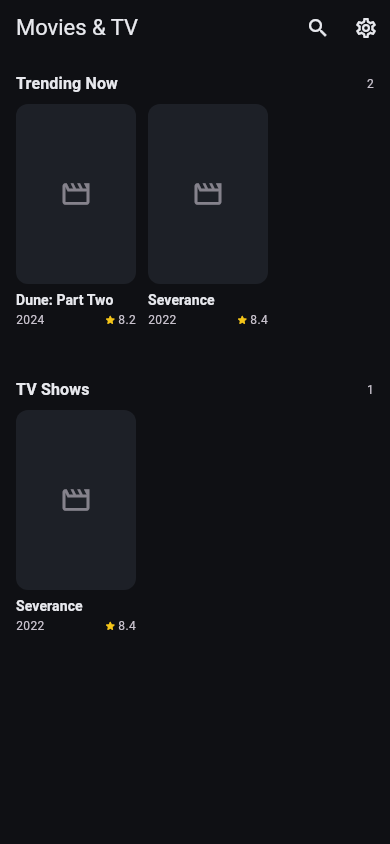 Movies & TV
Trending Now 2
Dune: Part Two Severance
2024 8.2 2022 8.4
TV Shows 1
Severance
2022 8.4